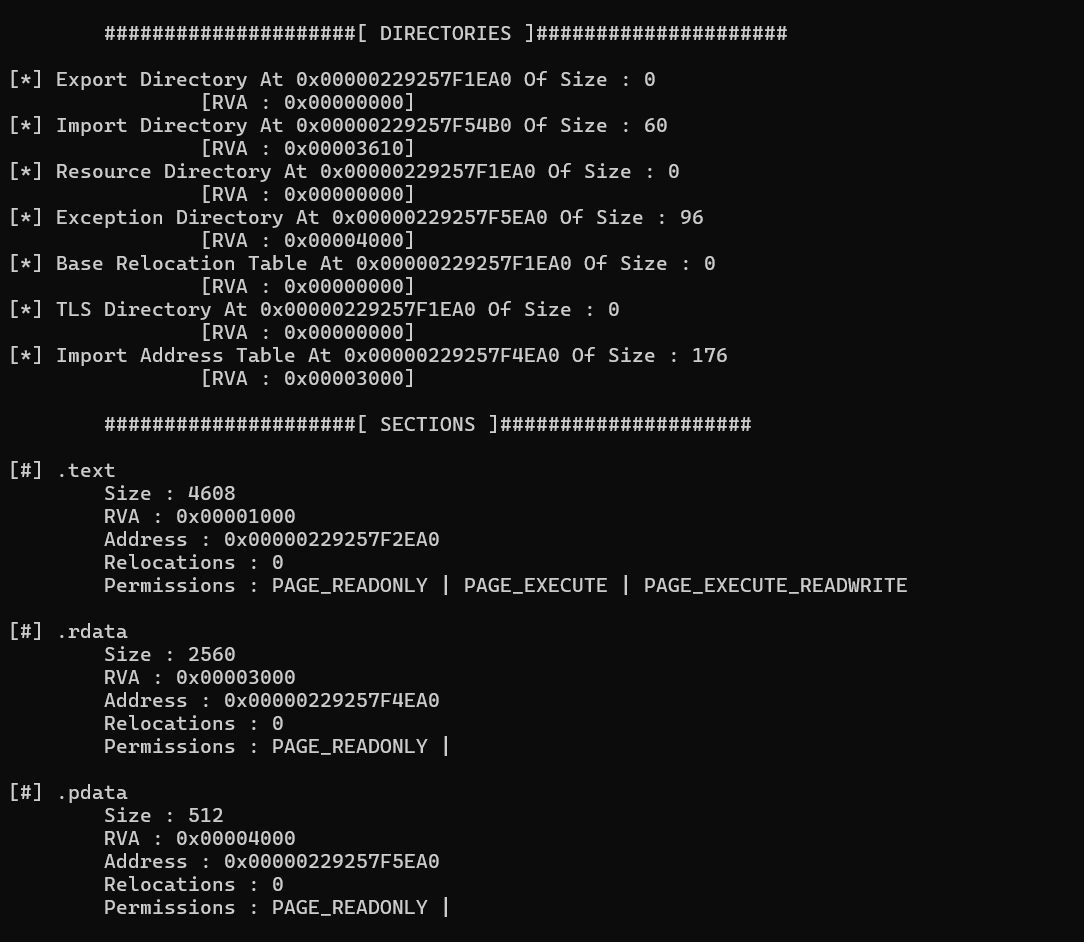 #####################[ DIRECTORIES ]#####################
[*] Export Directory At 0x00000229257F1EA0 Of Size : 0
[RVA : 0x00000000]
[*] Import Directory At 0x00000229257F54B0 Of Size : 60
[RVA : 0x00003610]
[*] Resource Directory At 0x00000229257F1EA0 Of Size : 0
[RVA : 0x00000000]
[*] Exception Directory At 0x00000229257F5EA0 Of Size : 96
[RVA : 0x00004000]
[*] Base Relocation Table At 0x00000229257F1EA0 Of Size : 0
[RVA : 0x00000000]
[*] TLS Directory At 0x00000229257F1EA0 Of Size : 0
[RVA : 0x00000000]
[*] Import Address Table At 0x00000229257F4EA0 Of Size : 176
[RVA : 0x00003000]
#####################[ SECTIONS ]#####################
[#] .text
Size : 4608
RVA : 0x00001000
Address : 0x00000229257F2EA0
Relocations : 0
Permissions : PAGE_READONLY | PAGE_EXECUTE | PAGE_EXECUTE_READWRITE
[#] .rdata
Size : 2560
RVA : 0x00003000
Address : 0x00000229257F4EA0
Relocations : 0
Permissions : PAGE_READONLY |
[#] .pdata
Size : 512
RVA : 0x00004000
Address : 0x00000229257F5EA0
Relocations : 0
Permissions : PAGE_READONLY |